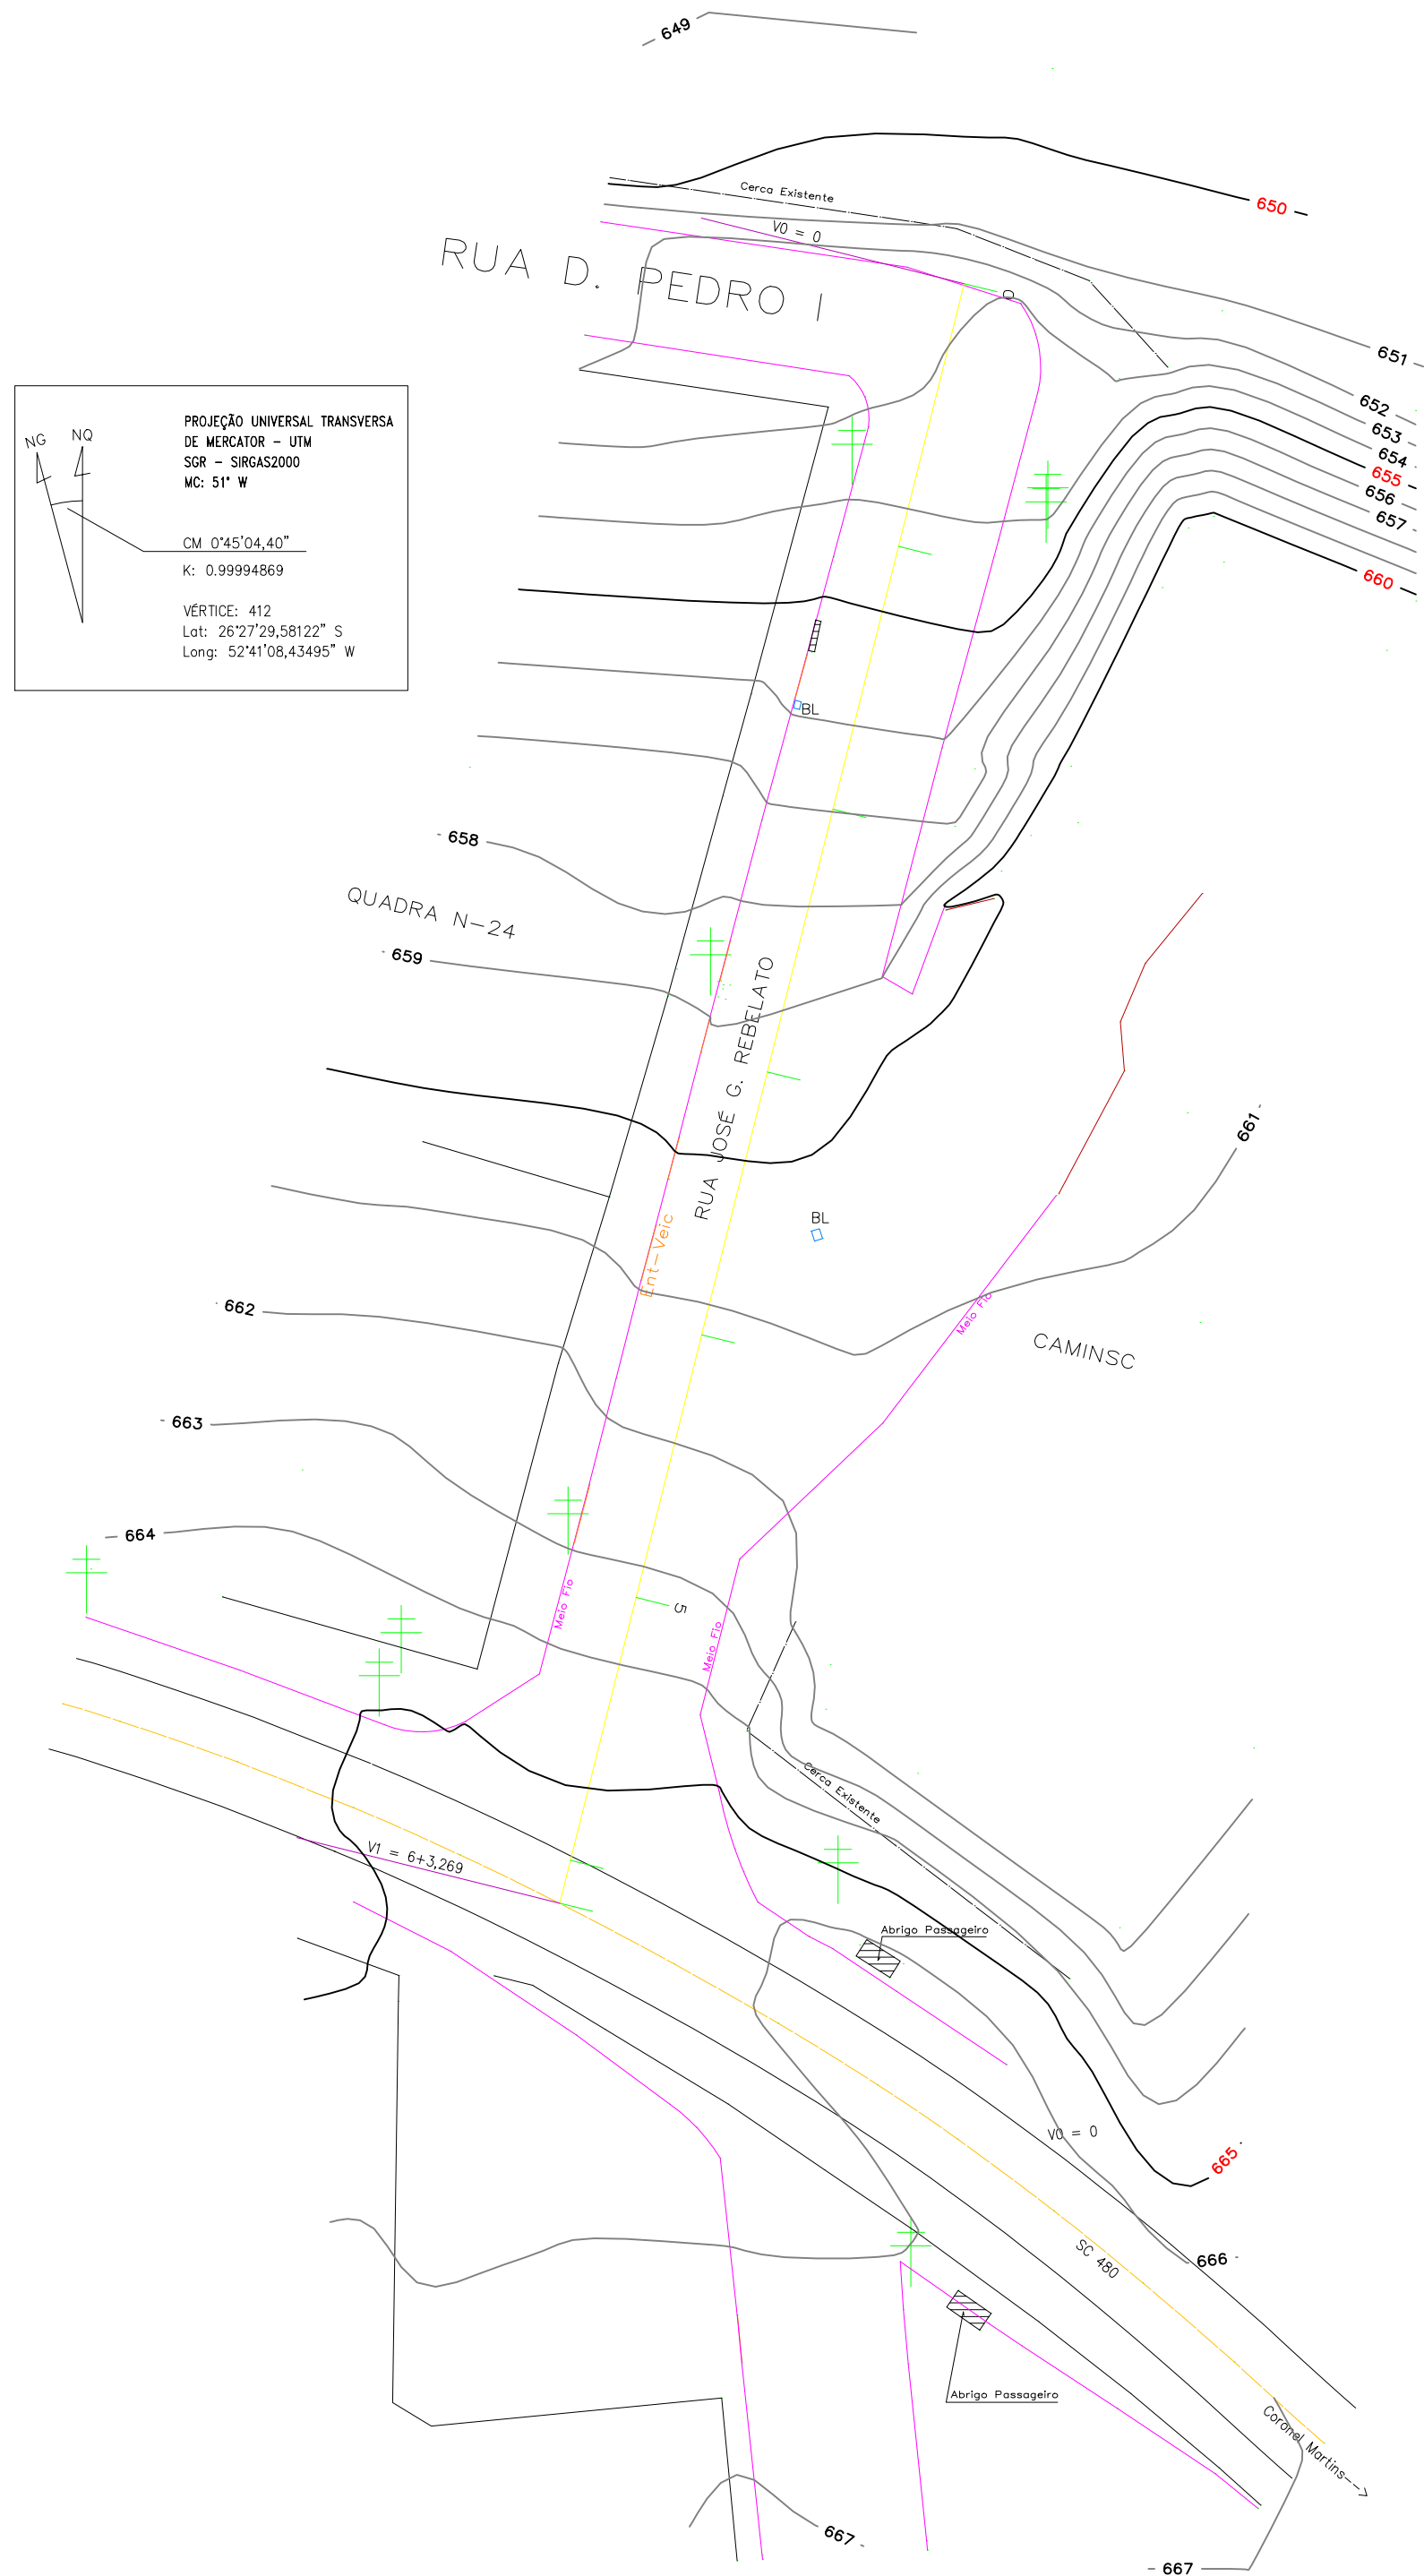 649
650
Cerca Existente
V0 = 0
0
RUA D. PEDRO I
651
652
653
654
655
656
657
660
NG NQ
PROJEÇÃO UNIVERSAL TRANSVERSA
DE MERCATOR - UTM
SGR - SIRGAS2000
MC: 51° W
CM 0°45'04,40"
K: 0.99994869
VÉRTICE: 412
Lat: 26°27'29,58122" S
Long: 52°41'08,43495" W
BL
658
QUADRA N-24
659
RUA JOSÉ G. REBELATO
661
BL
Ent-Veic
662
Meio Fio
CAMINSC
663
664
Meio Fio
5
Meio Fio
Cerca Existente
V1 = 6+3,269
Abrigo Passageiro
V0 = 0
665
666
SC 480
Abrigo Passageiro
Coronel Martins-->
667
667